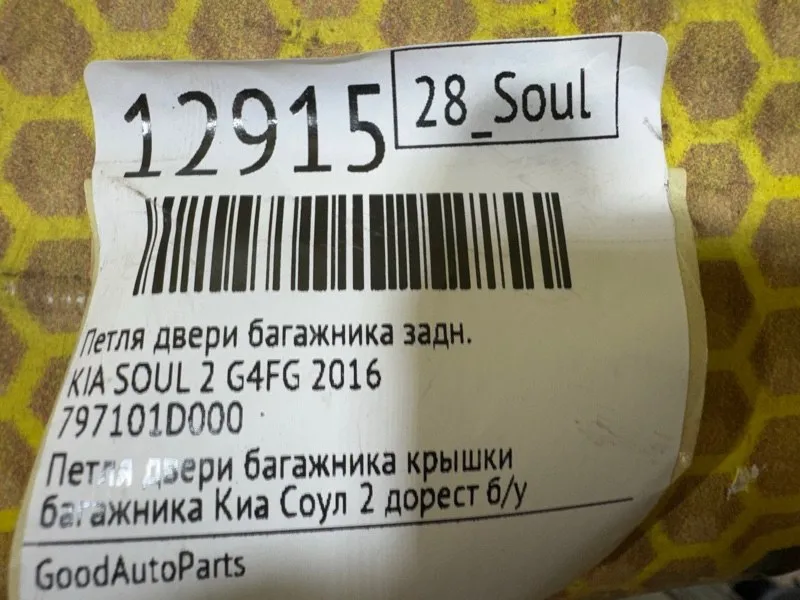 12915
28_Soul
Петля двери багажника задн.
KIA SOUL 2 G4FG 2016
797101D000
Петля двери багажника крышки
багажника Киа Соул 2 дорест б/у
GoodAutoParts